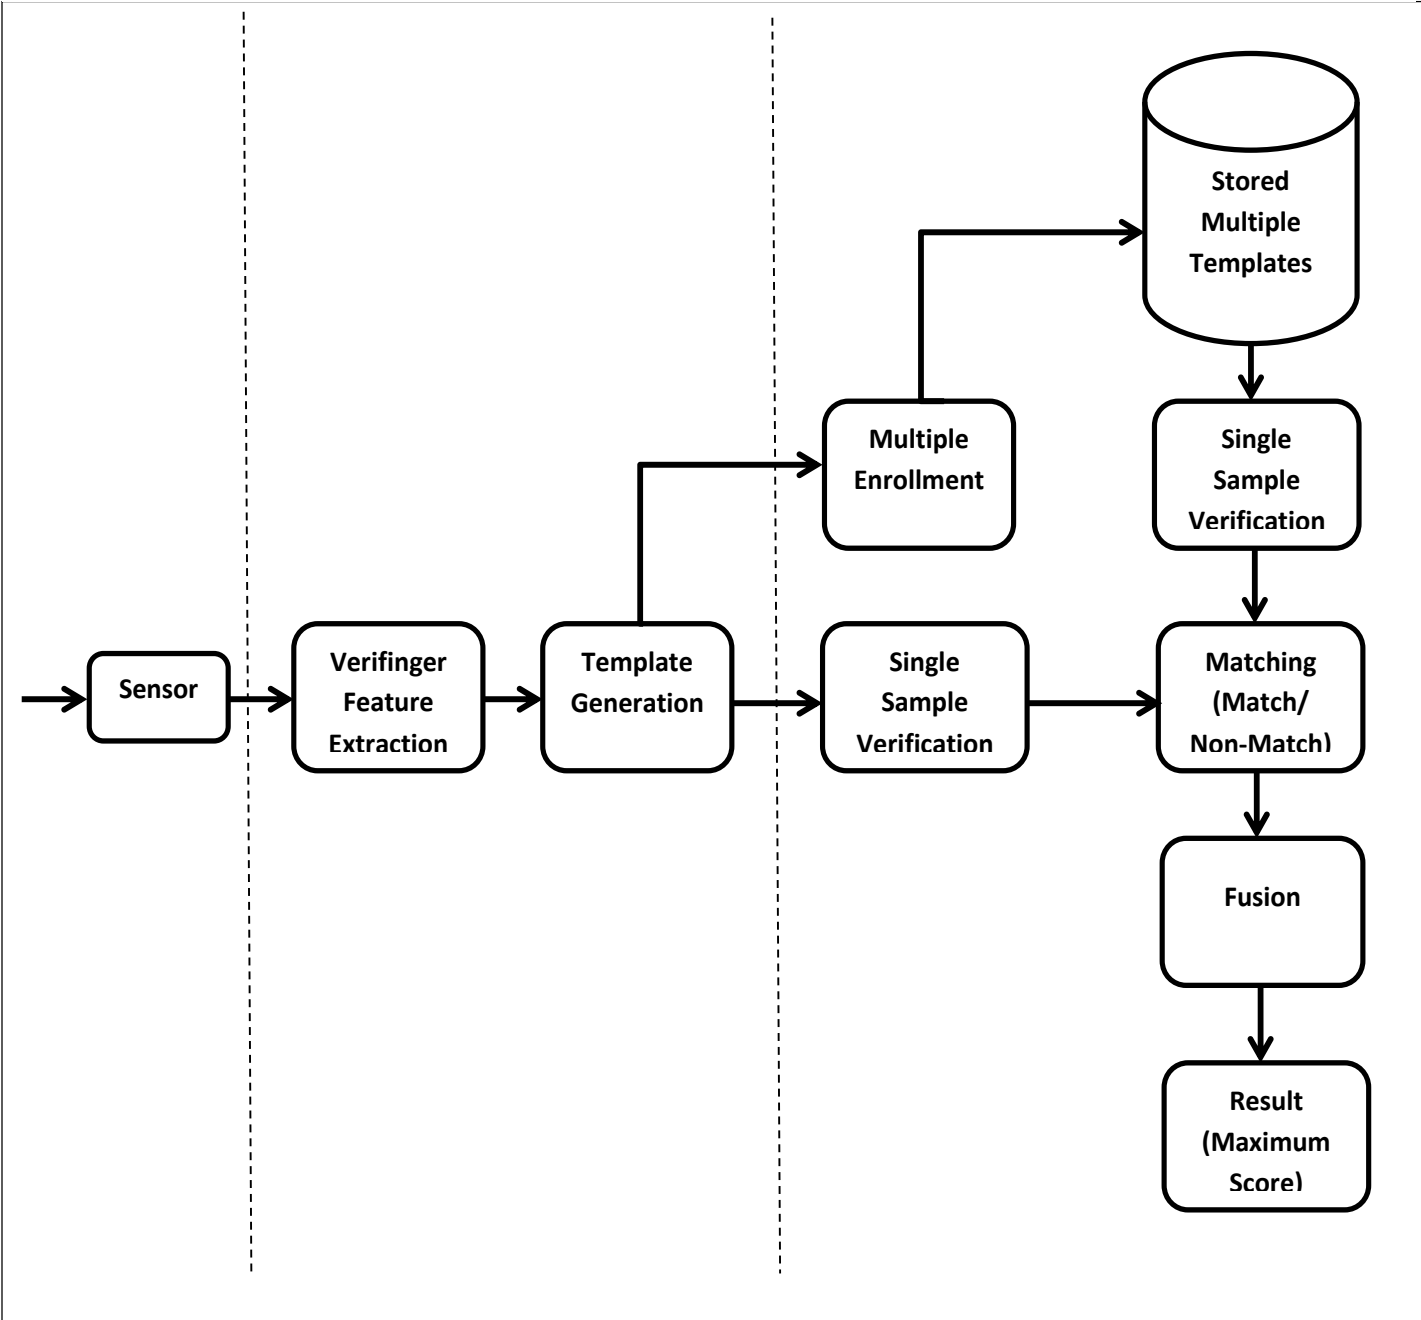 Stored
Multiple
Templates
Multiple
Enrollment
Single
Sample
Verification
Sensor
Verifinger
Feature
Extraction
Template
Generation
Single
Sample
Verification
Matching
(Match/
Non-Match)
Fusion
Result
(Maximum
Score)